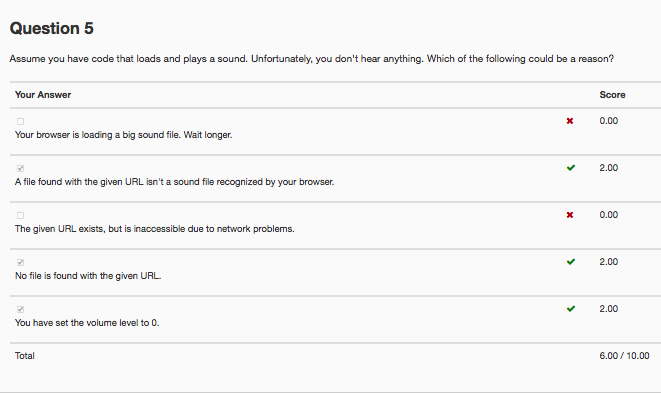 Question 5
Assume you have code that loads and plays a sound. Unfortunately, you don't hear anything. Which of the following could be a reason?
Your Answer Score
0.00
Your browser is loading a big sound file. Wait longer.
2.00
A file found with the given URL isn't a sound file recognized by your browser.
0.00
The given URL exists, but is inaccessible due to network problems.
2.00
No file is found with the given URL.
2.00
You have set the volume level to 0.
Total 6.00 / 10.00